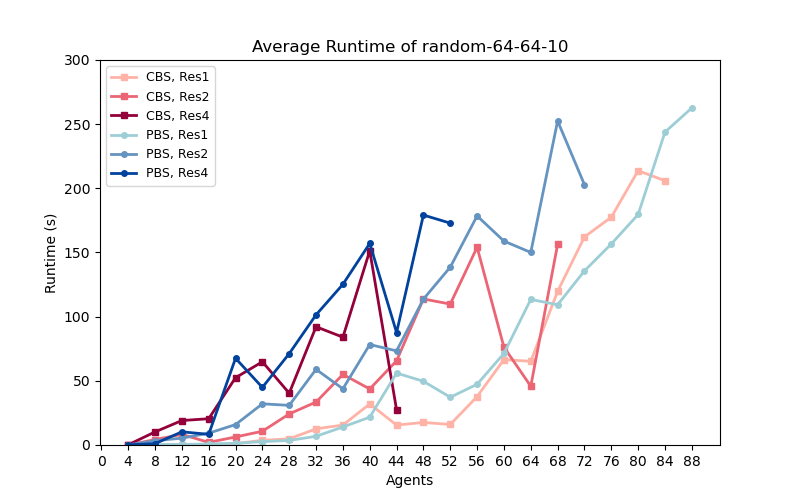 Average Runtime of random-64-64-10
300
250
200
150
100
50
0
Runtime (s)
CBS, Res1
CBS, Res2
CBS, Res4
PBS, Res1
PBS, Res2
PBS, Res4
0 4 8 12 16 20 24 28 32 36 40 44 48 52 56 60 64 68 72 76 80 84 88
Agents